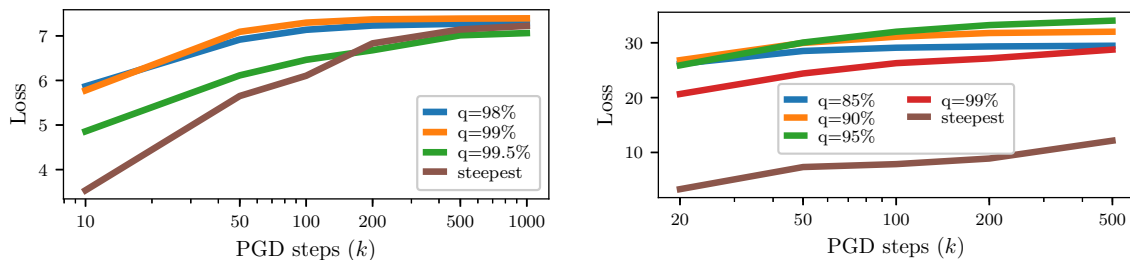 Loss
7
6
5
4
q=98%
q=99%
q=99.5%
steepest
10 50 100 200 500 1000
PGD steps (k)
Loss
30
20
10
q=85% q=99%
q=90% steepest
q=95%
20 50 100 200 500
PGD steps (k)